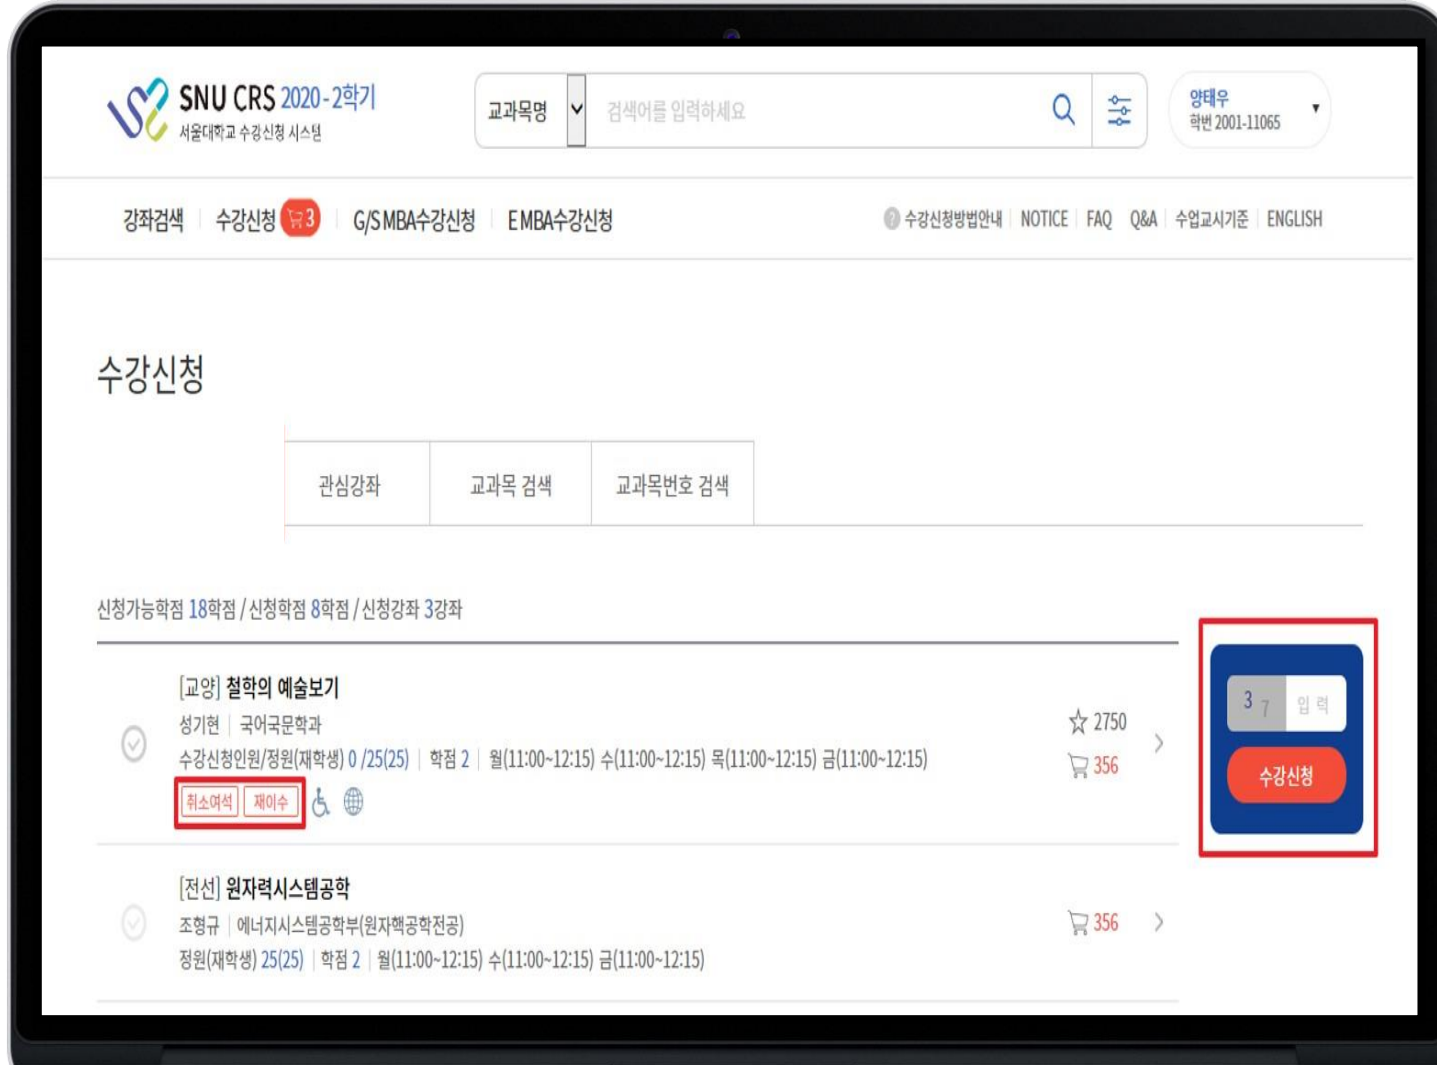 SNU CRS 2020-2학기
서울대학교 수강신청 시스템
교과목명
검색어를 입력하세요
양태우
학번 2001-11065
강좌검색 수강신청 3 G/S MBA수강신청 E MBA수강신청
? 수강신청방법안내 NOTICE FAQ Q&A 수업교시기준 ENGLISH
수강신청
관심강좌 교과목 검색 교과목번호 검색
신청가능학점 18학점 / 신청학점 8학점 / 신청강좌 3강좌
[교양] 철학의 예술보기
성기현 | 국어국문학과
수강신청인원/정원(재학생) 0 /25(25) | 학점 2 | 월(11:00~12:15) 수(11:00~12:15) 목(11:00~12:15) 금(11:00~12:15)
취소여석 재이수
2750
356
3 7 입력
수강신청
[전선] 원자력시스템공학
조형규 | 에너지시스템공학부(원자핵공학전공)
정원(재학생) 25(25) | 학점 2 | 월(11:00~12:15) 수(11:00~12:15) 금(11:00~12:15)
356